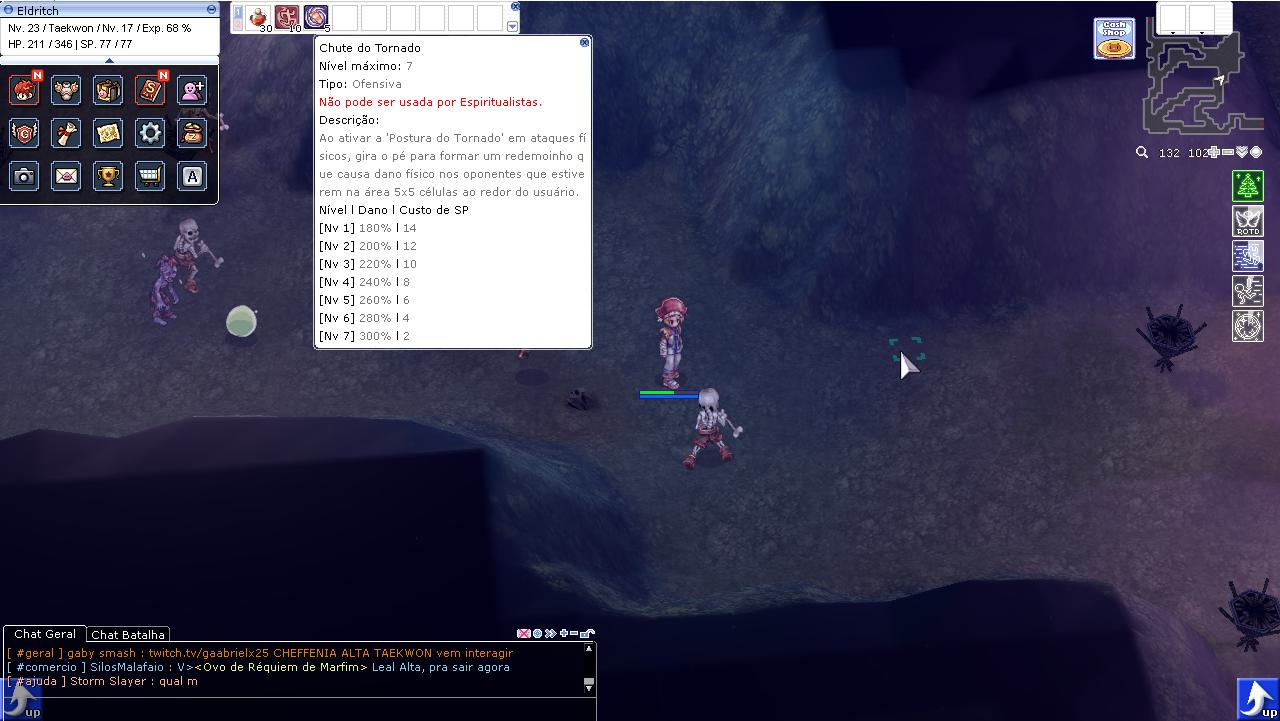 Eldritch
Nv. 23 / Taekwon / Nv. 17 / Exp. 68 %
HP. 211 / 346 | SP. 77 / 77
N
N
G
A
1
2
30
10
5
Chute do Tornado
Nível máximo: 7
Tipo: Ofensiva
Não pode ser usada por Espiritualistas.
Descrição:
Ao ativar a 'Postura do Tornado' em ataques fí
sicos, gira o pé para formar um redemoinho q
ue causa dano físico nos oponentes que estive
rem na área 5x5 células ao redor do usuário.
Nível | Dano | Custo de SP
[Nv 1] 180% | 14
[Nv 2] 200% | 12
[Nv 3] 220% | 10
[Nv 4] 240% | 8
[Nv 5] 260% | 6
[Nv 6] 280% | 4
[Nv 7] 300% | 2
Cash Shop
132 102
ROTD
Chat Geral
Chat Batalha
[ #geral ] gaby smash : twitch.tv/gaabrielx25 CHEFFENIA ALTA TAEKWON vem interagir
[ #comercio ] SilosMalafaio : V><Ovo de Réquiem de Marfim> Leal Alta, pra sair agora
[ #ajuda ] Storm Slayer : qual m
up
up